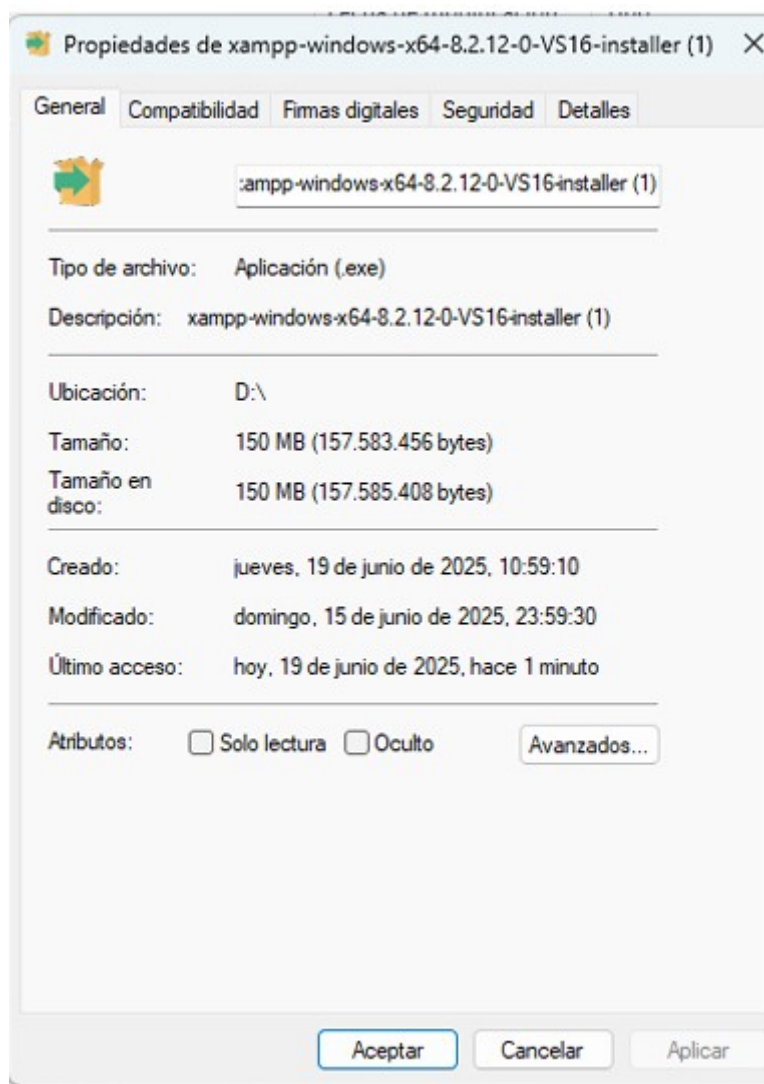 Propiedades de xampp-windows-x64-8.2.12-0-VS16-installer (1)
General Compatibilidad Firmas digitales Seguridad Detalles
:ampp-windows-x64-8.2.12-0-VS16-installer (1)
Tipo de archivo: Aplicación (.exe)
Descripción: xampp-windows-x64-8.2.12-0-VS16-installer (1)
Ubicación: D:\
Tamaño: 150 MB (157.583.456 bytes)
Tamaño en
disco: 150 MB (157.585.408 bytes)
Creado: jueves, 19 de junio de 2025, 10:59:10
Modificado: domingo, 15 de junio de 2025, 23:59:30
Último acceso: hoy, 19 de junio de 2025, hace 1 minuto
Atributos: Solo lectura Oculto Avanzados...
Aceptar Cancelar Aplicar